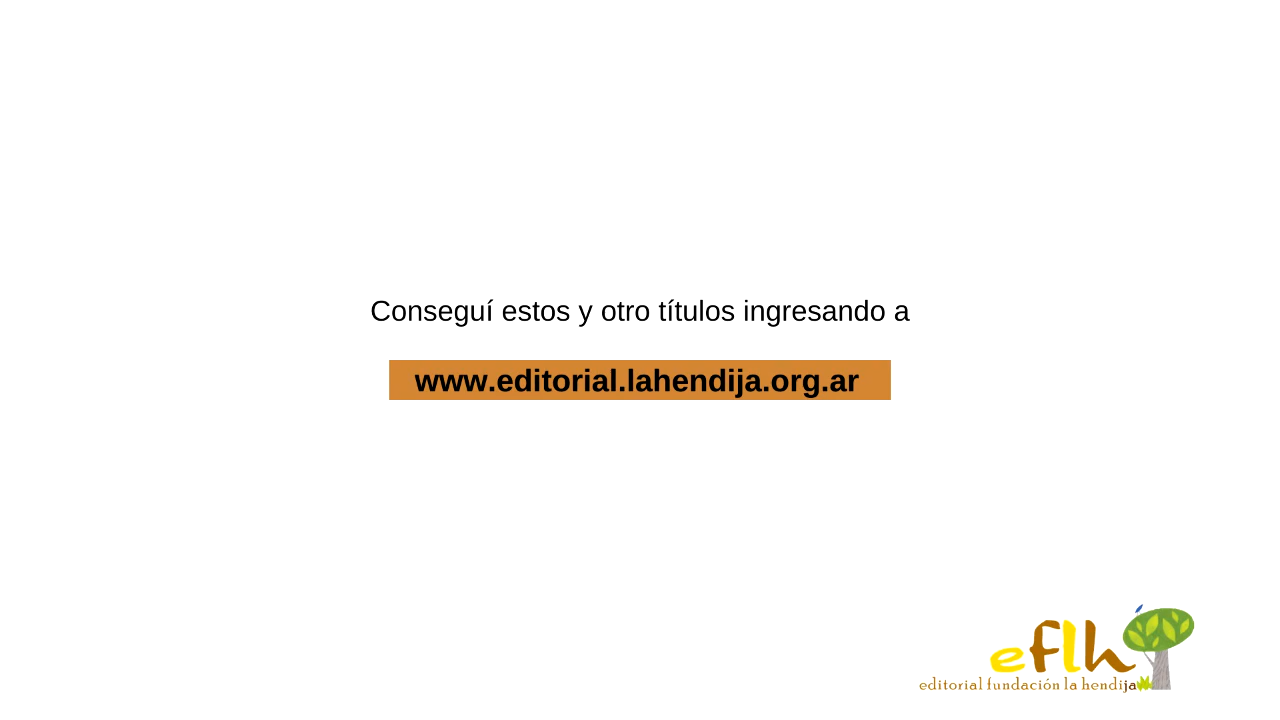 Conseguí estos y otro títulos ingresando a
www.editorial.lahendija.org.ar
eflh
editorial fundación la hendija